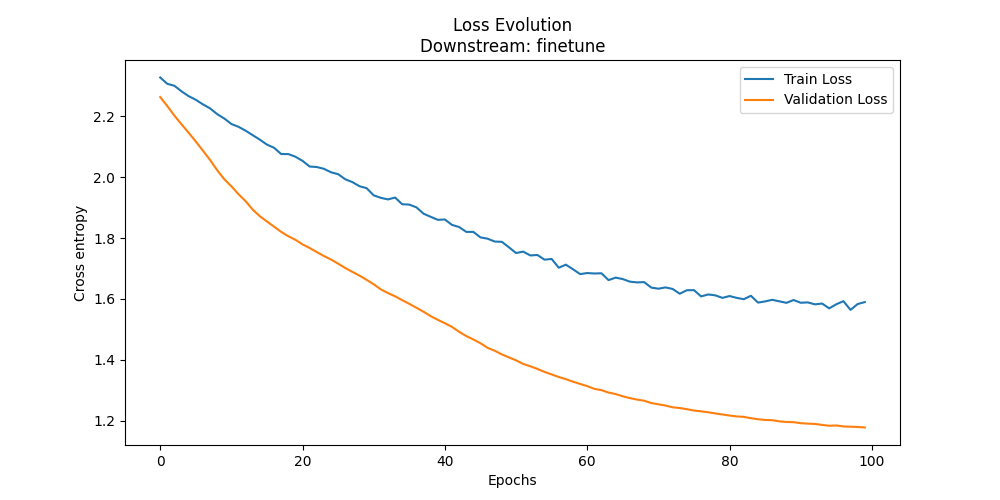 Loss Evolution
Downstream: finetune
Train Loss
Validation Loss
Cross entropy
2.2
2.0
1.8
1.6
1.4
1.2
0
20
40
60
80
100
Epochs